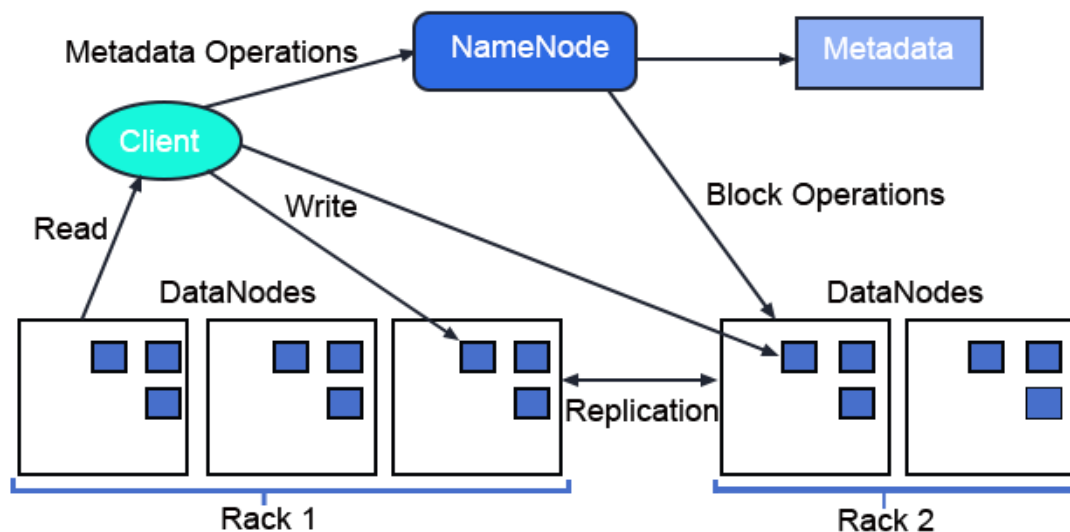 NameNode
Metadata
Metadata Operations
Client
Block Operations
Write
Read
DataNodes
DataNodes
Replication
Rack 1
Rack 2